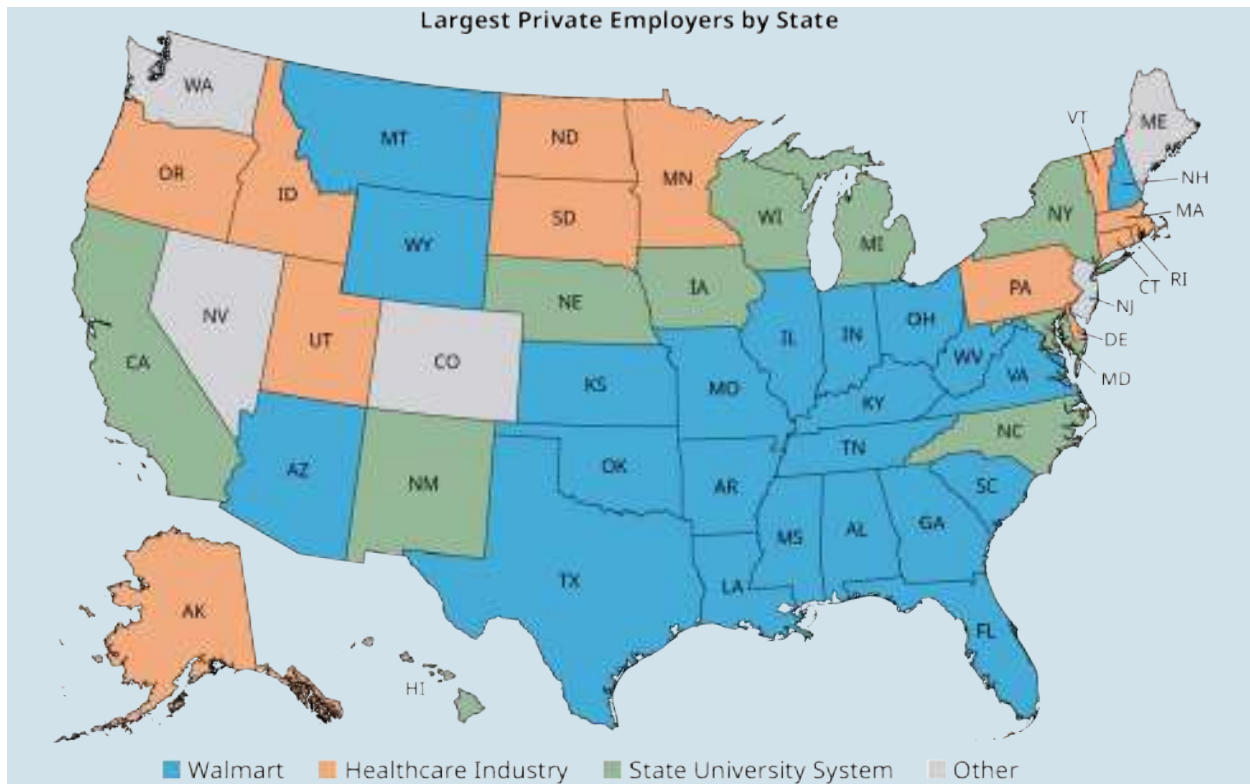 Largest Private Employers by State
WA
MT
ND
MN
OR
ID
SD
WI
MI
VT
ME
NH
NY
MA
WY
NE
IA
PA
CT
RI
NJ
NV
UT
CO
CA
IL
IN
OH
DE
WV
VA
MD
KS
MO
KY
NC
TN
AZ
NM
OK
AR
SC
MS
AL
GA
TX
LA
FL
AK
HI
Walmart
Healthcare Industry
State University System
Other